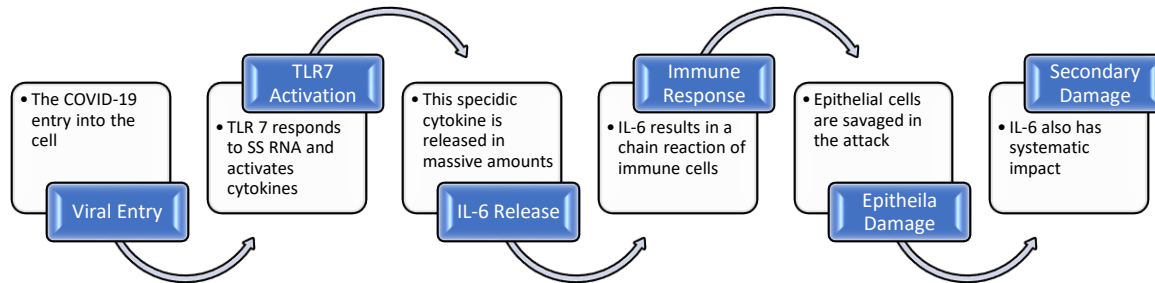 • The COVID-19
entry into the
cell
Viral Entry
TLR7
Activation
• TLR 7 responds
to SS RNA and
activates
cytokines
• This specidic
cytokine is
released in
massive amounts
IL-6 Release
Immune
Response
• IL-6 results in a
chain reaction of
immune cells
• Epithelial cells
are savaged in
the attack
Epitheila
Damage
Secondary
Damage
• IL-6 also has
systematic
impact